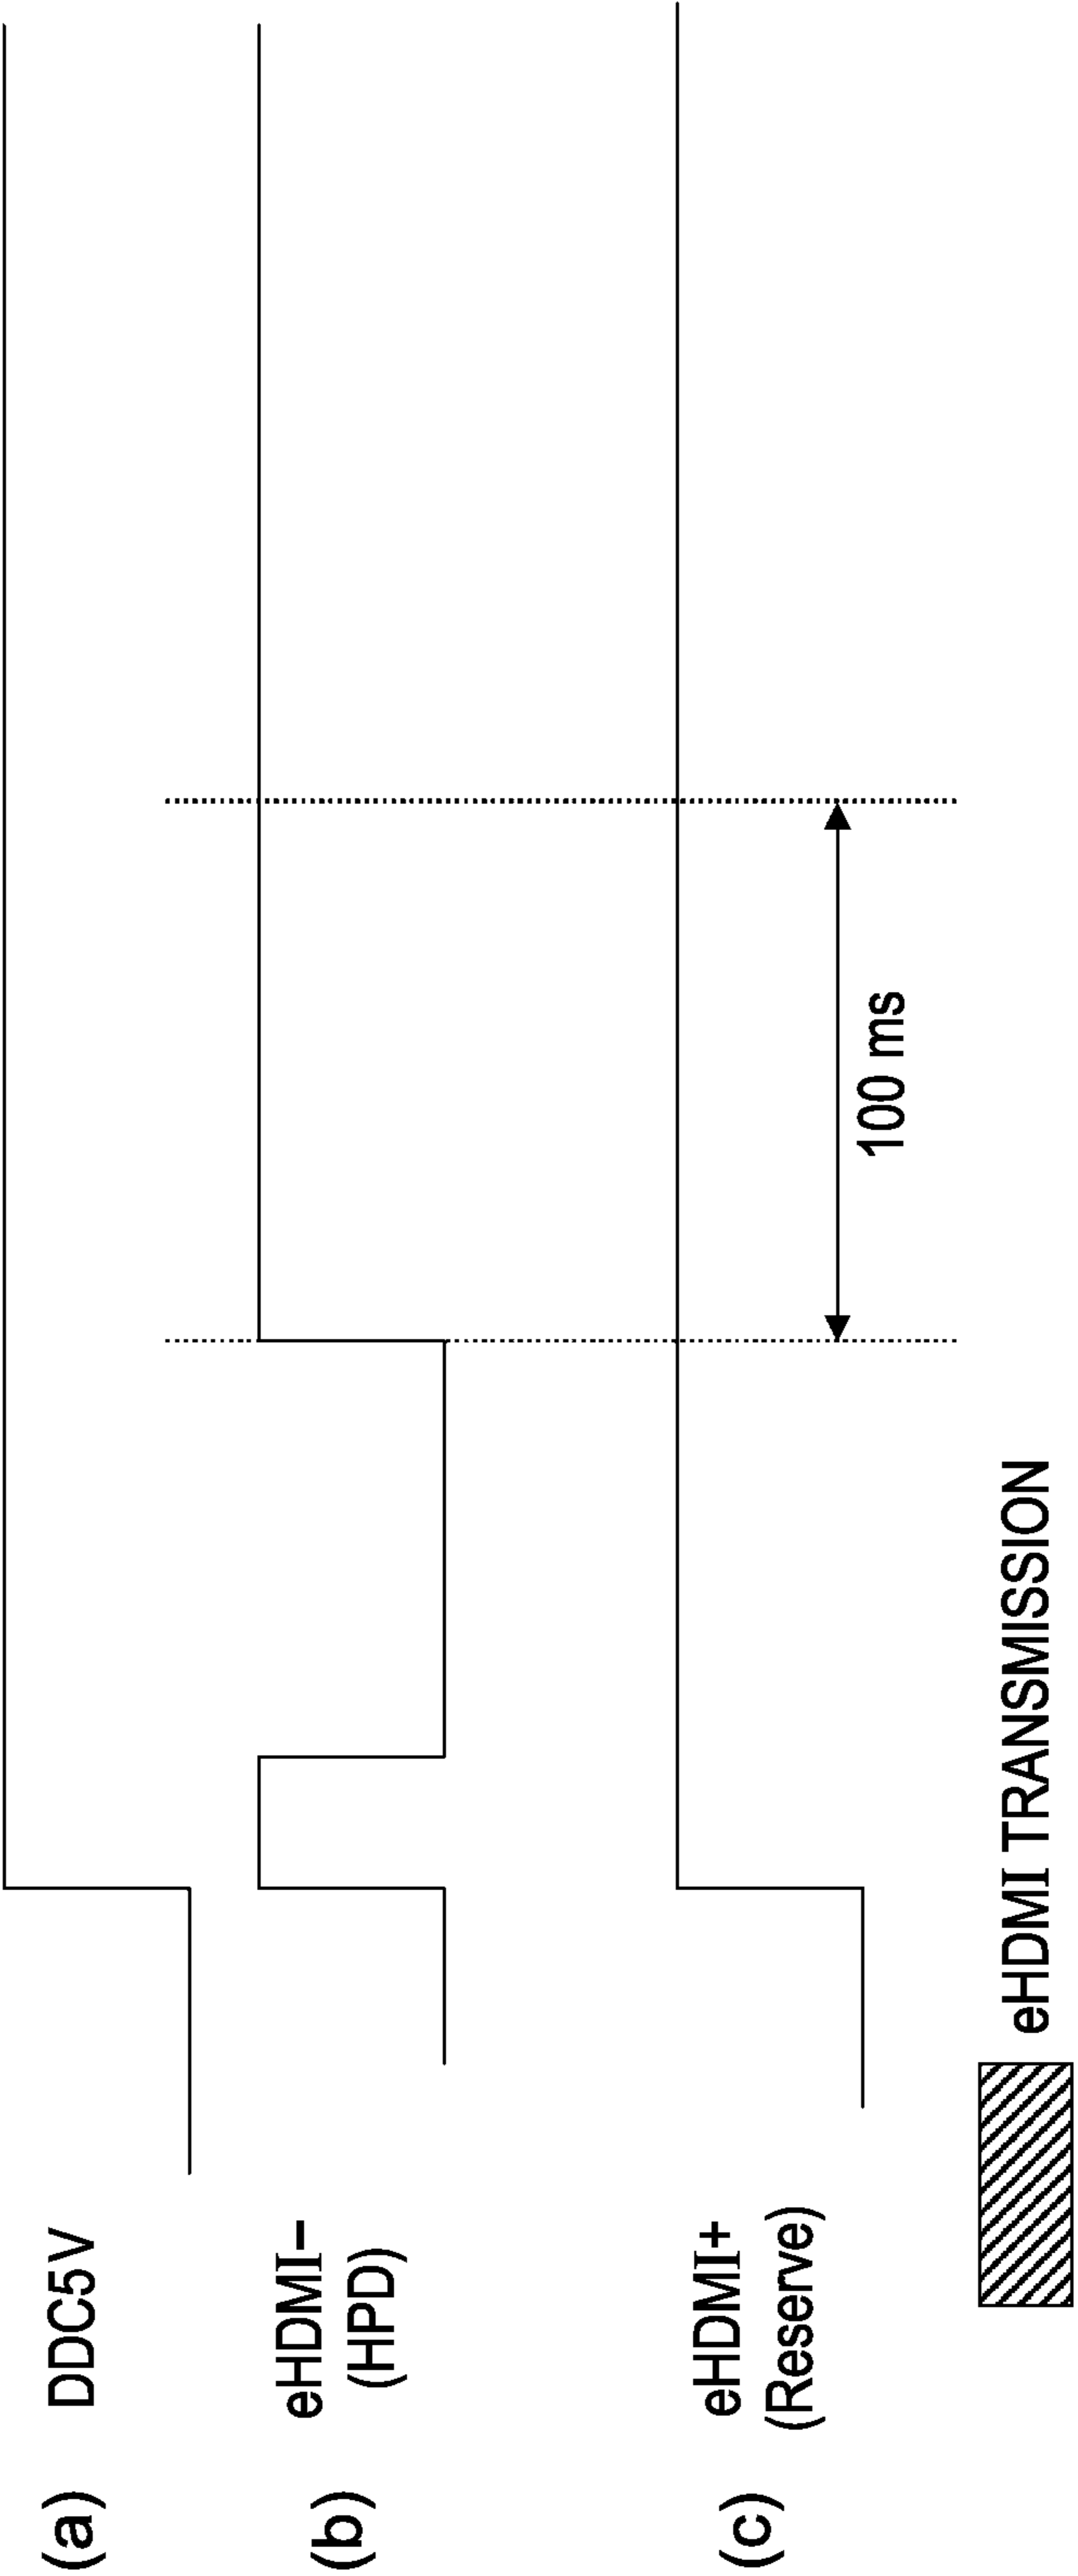 (a) DDC5V
(b) eHDMI−
(HPD)
(c) eHDMI+
(Reserve)
100 ms
eHDMI TRANSMISSION